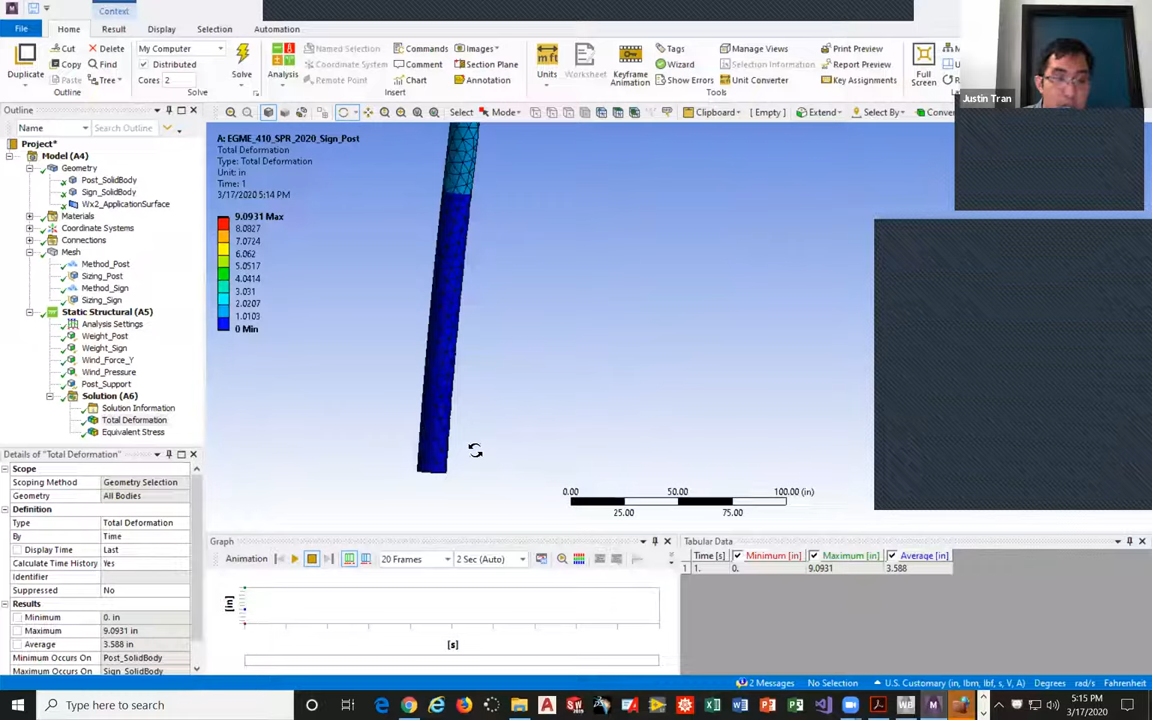 Context
File
Home
Result
Display
Selection
Automation
Duplicate
Cut
Delete
Copy
Find
Paste
Tree
Outline
My Computer
Distributed
Cores 2
Solve
Solve
Analysis
Named Selection
Coordinate System
Remote Point
Commands
Comment
Chart
Images
Section Plane
Annotation
Insert
Units
Worksheet
Keyframe
Animation
Tags
Wizard
Show Errors
Manage Views
Selection Information
Unit Converter
Print Preview
Report Preview
Key Assignments
Tools
Full
Screen
Justin Tran
Outline
Name
Search Outline
Select
Mode
Clipboard
[ Empty ]
Extend
Select By
Conver
Project*
Model (A4)
Geometry
Post_SolidBody
Sign_SolidBody
Wx2_ApplicationSurface
Materials
Coordinate Systems
Connections
Mesh
Method_Post
Sizing_Post
Method_Sign
Sizing_Sign
Static Structural (A5)
Analysis Settings
Weight_Post
Weight_Sign
Wind_Force_Y
Wind_Pressure
Post_Support
Solution (A6)
Solution Information
Total Deformation
Equivalent Stress
A: EGME_410_SPR_2020_Sign_Post
Total Deformation
Type: Total Deformation
Unit: in
Time: 1
3/17/2020 5:14 PM
9.0931 Max
8.0827
7.0724
6.062
5.0517
4.0414
3.031
2.0207
1.0103
0 Min
0.00 50.00 100.00 (in)
25.00 75.00
Details of "Total Deformation"
Scope
Scoping Method Geometry Selection
Geometry All Bodies
Definition
Type Total Deformation
By Time
Display Time Last
Calculate Time History Yes
Identifier
Suppressed No
Results
Minimum 0. in
Maximum 9.0931 in
Average 3.588 in
Minimum Occurs On Post_SolidBody
Maximum Occurs On Sign_SolidBody
Graph
Animation
20 Frames
2 Sec (Auto)
[in]
[s]
Tabular Data
Time [s] Minimum [in] Maximum [in] Average [in]
1 1. 0. 9.0931 3.588
2 Messages
No Selection
U.S. Customary (in, lbm, lbf, s, V, A)
Degrees
rad/s
Fahrenheit
Type here to search
5:15 PM
3/17/2020